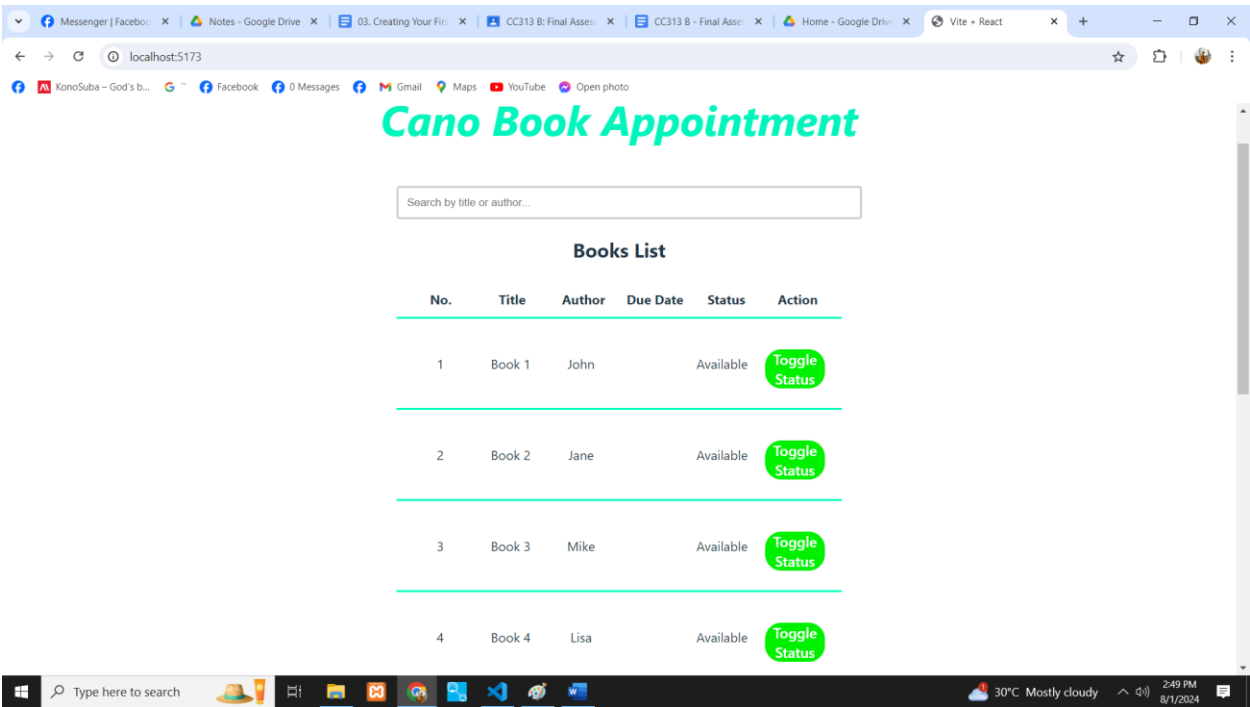 Messenger | Faceboo
Notes - Google Drive
03. Creating Your Fir
CC313 B: Final Asses
CC313 B - Final Asse
Home - Google Driv
Vite + React
localhost:5173
KonoSuba – God's b...
Facebook
0 Messages
Gmail
Maps
YouTube
Open photo
Cano Book Appointment
Search by title or author...
Books List
No. Title Author Due Date Status Action
1 Book 1 John Available Toggle
Status
2 Book 2 Jane Available Toggle
Status
3 Book 3 Mike Available Toggle
Status
4 Book 4 Lisa Available Toggle
Status
Type here to search
30°C Mostly cloudy
2:49 PM
8/1/2024